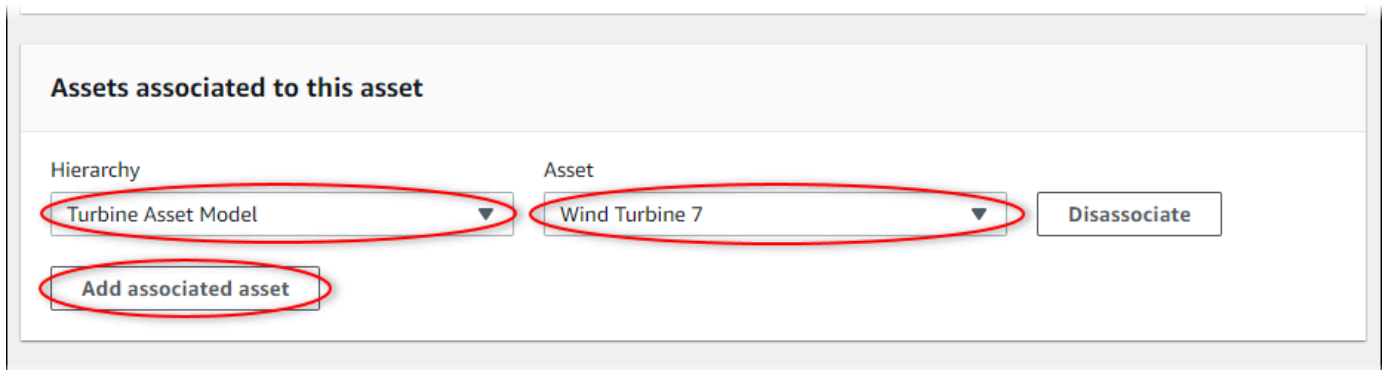 Assets associated to this asset
Hierarchy
Asset
Turbine Asset Model
Wind Turbine 7
Disassociate
Add associated asset